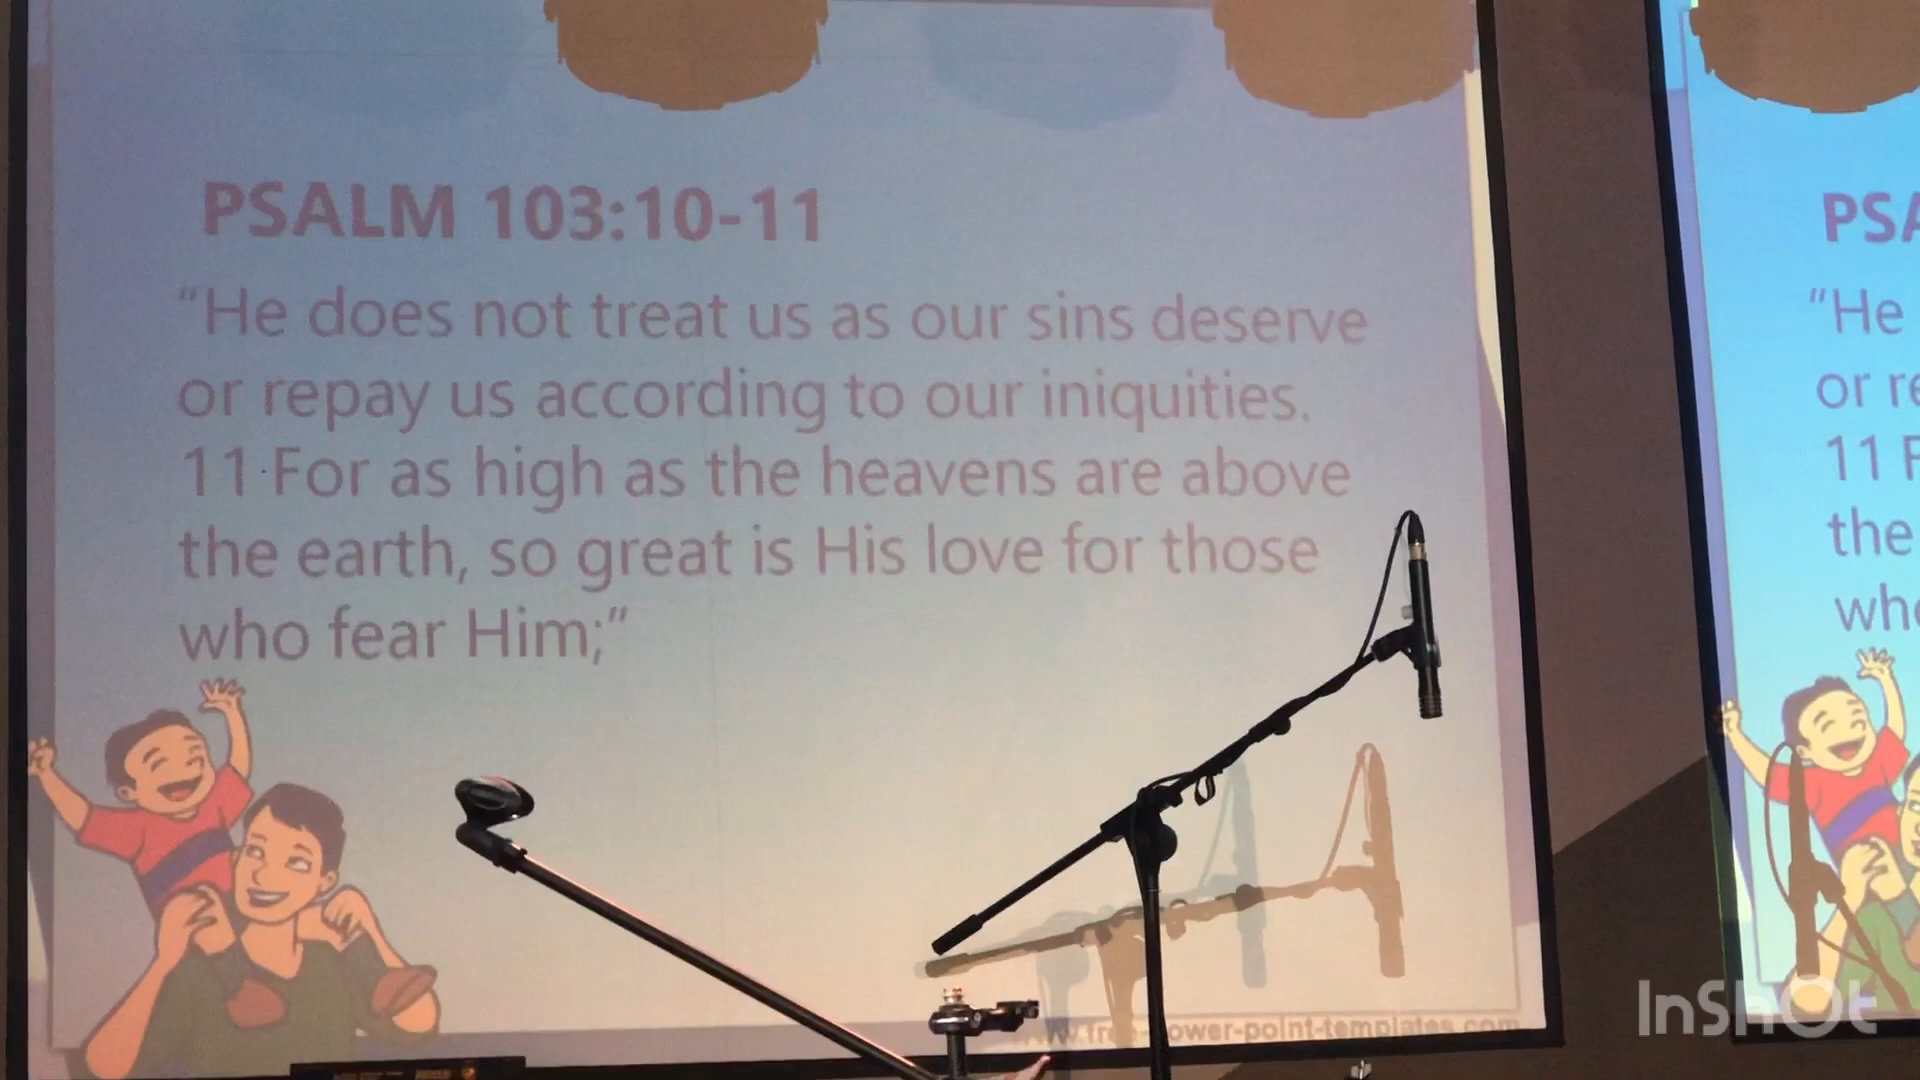 PSALM 103:10-11
“He does not treat us as our sins deserve
or repay us according to our iniquities.
11 For as high as the heavens are above
the earth, so great is His love for those
who fear Him;”
PSA
“He
or re
11 F
the
who
InShOt